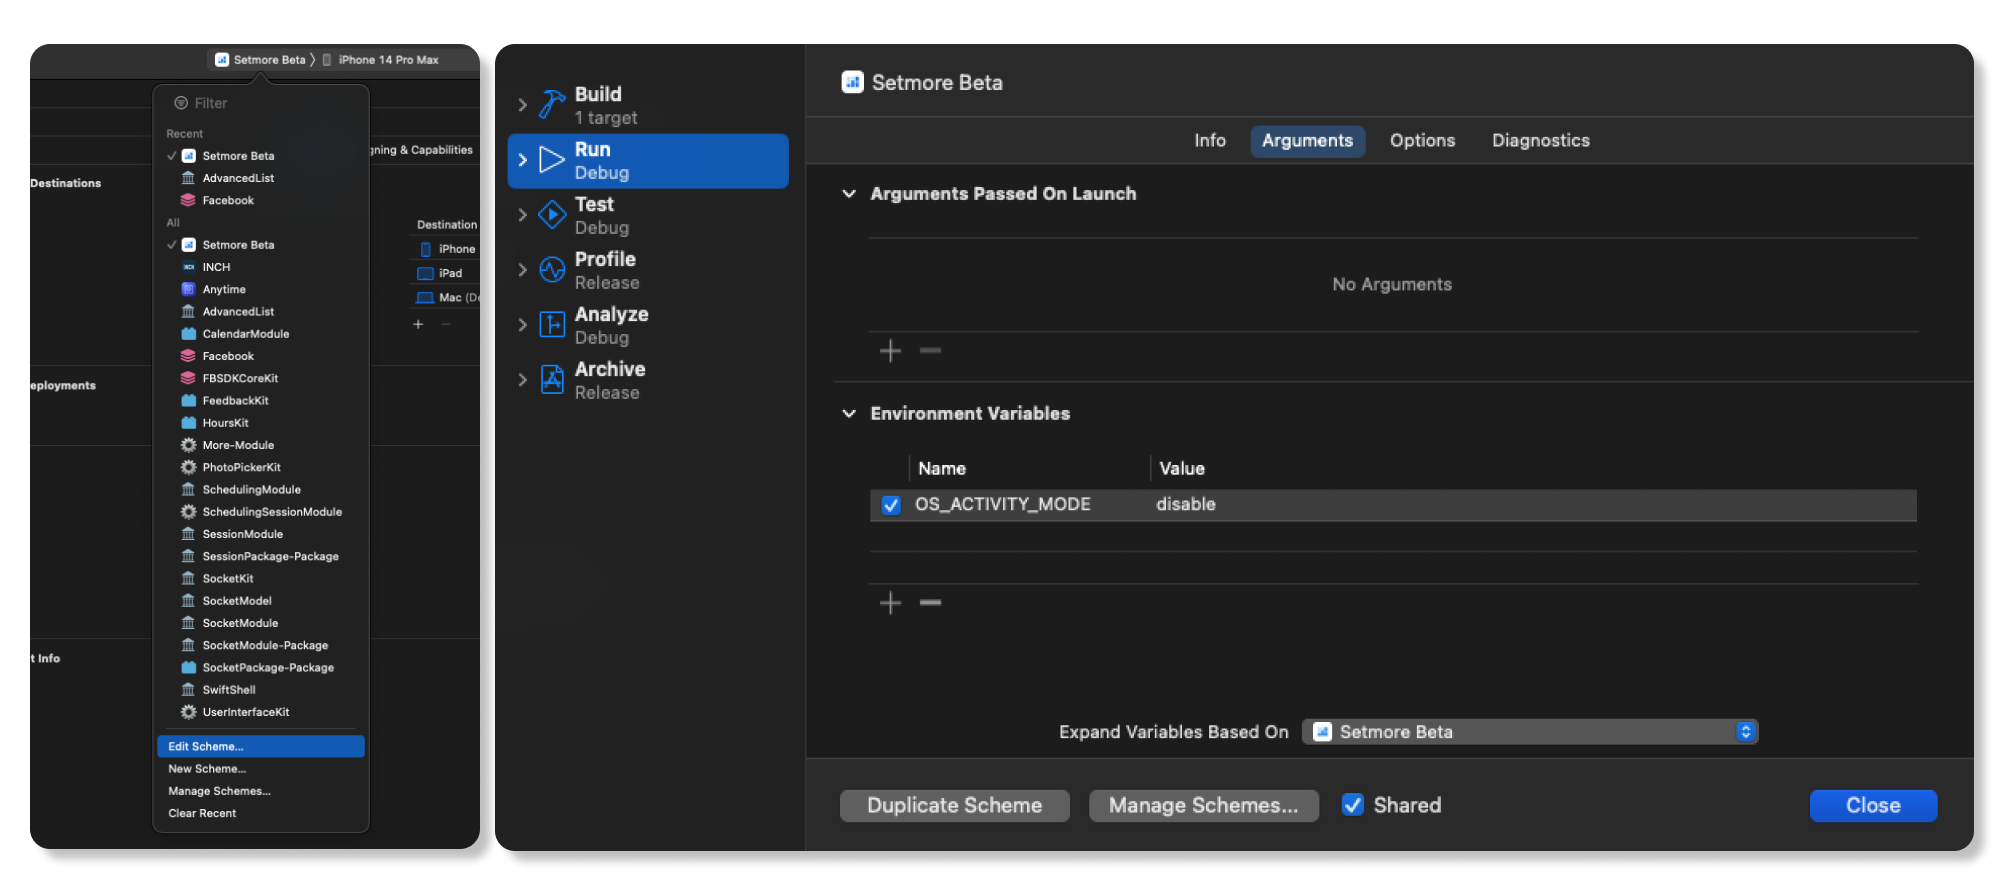 Setmore Beta
iPhone 14 Pro Max
Filter
Recent
Setmore Beta
AdvancedList
Facebook
All
Setmore Beta
INCH
Anytime
AdvancedList
CalendarModule
Facebook
FBSDKCoreKit
FeedbackKit
HoursKit
More-Module
PhotoPickerKit
SchedulingModule
SchedulingSessionModule
SessionModule
SessionPackage-Package
SocketKit
SocketModel
SocketModule
SocketModule-Package
SocketPackage-Package
SwiftShell
UserInterfaceKit
Edit Scheme...
New Scheme...
Manage Schemes...
Clear Recent
Destinations
eployments
t Info
gning & Capabilities
Destination
iPhone
iPad
Mac (De
Build
1 target
Run
Debug
Test
Debug
Profile
Release
Analyze
Debug
Archive
Release
Setmore Beta
Info
Arguments
Options
Diagnostics
Arguments Passed On Launch
No Arguments
Environment Variables
Name
Value
OS_ACTIVITY_MODE
disable
Expand Variables Based On
Setmore Beta
Duplicate Scheme
Manage Schemes...
Shared
Close